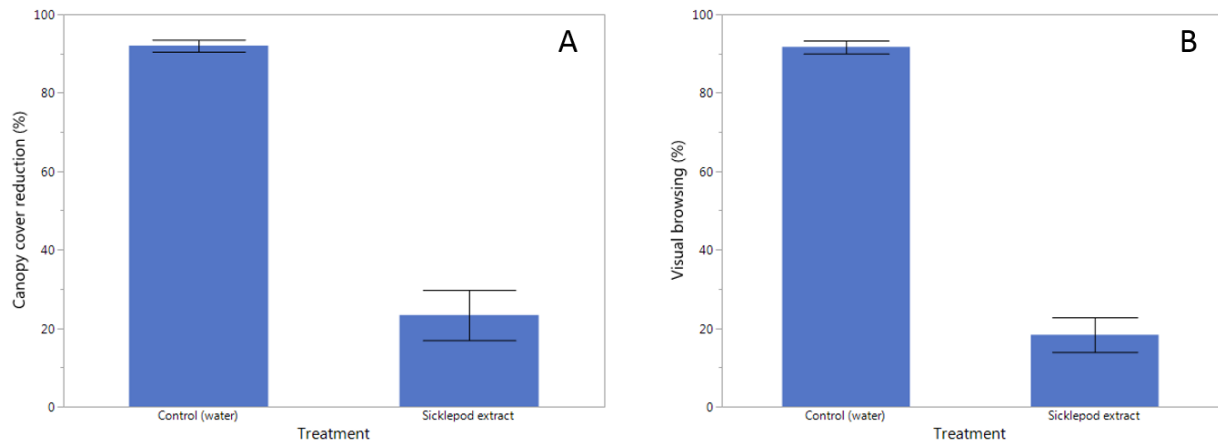 A
Canopy cover reduction (%)
100
80
60
40
20
0
Control (water)
Sicklepod extract
Treatment
B
Visual browsing (%)
100
80
60
40
20
0
Control (water)
Sicklepod extract
Treatment